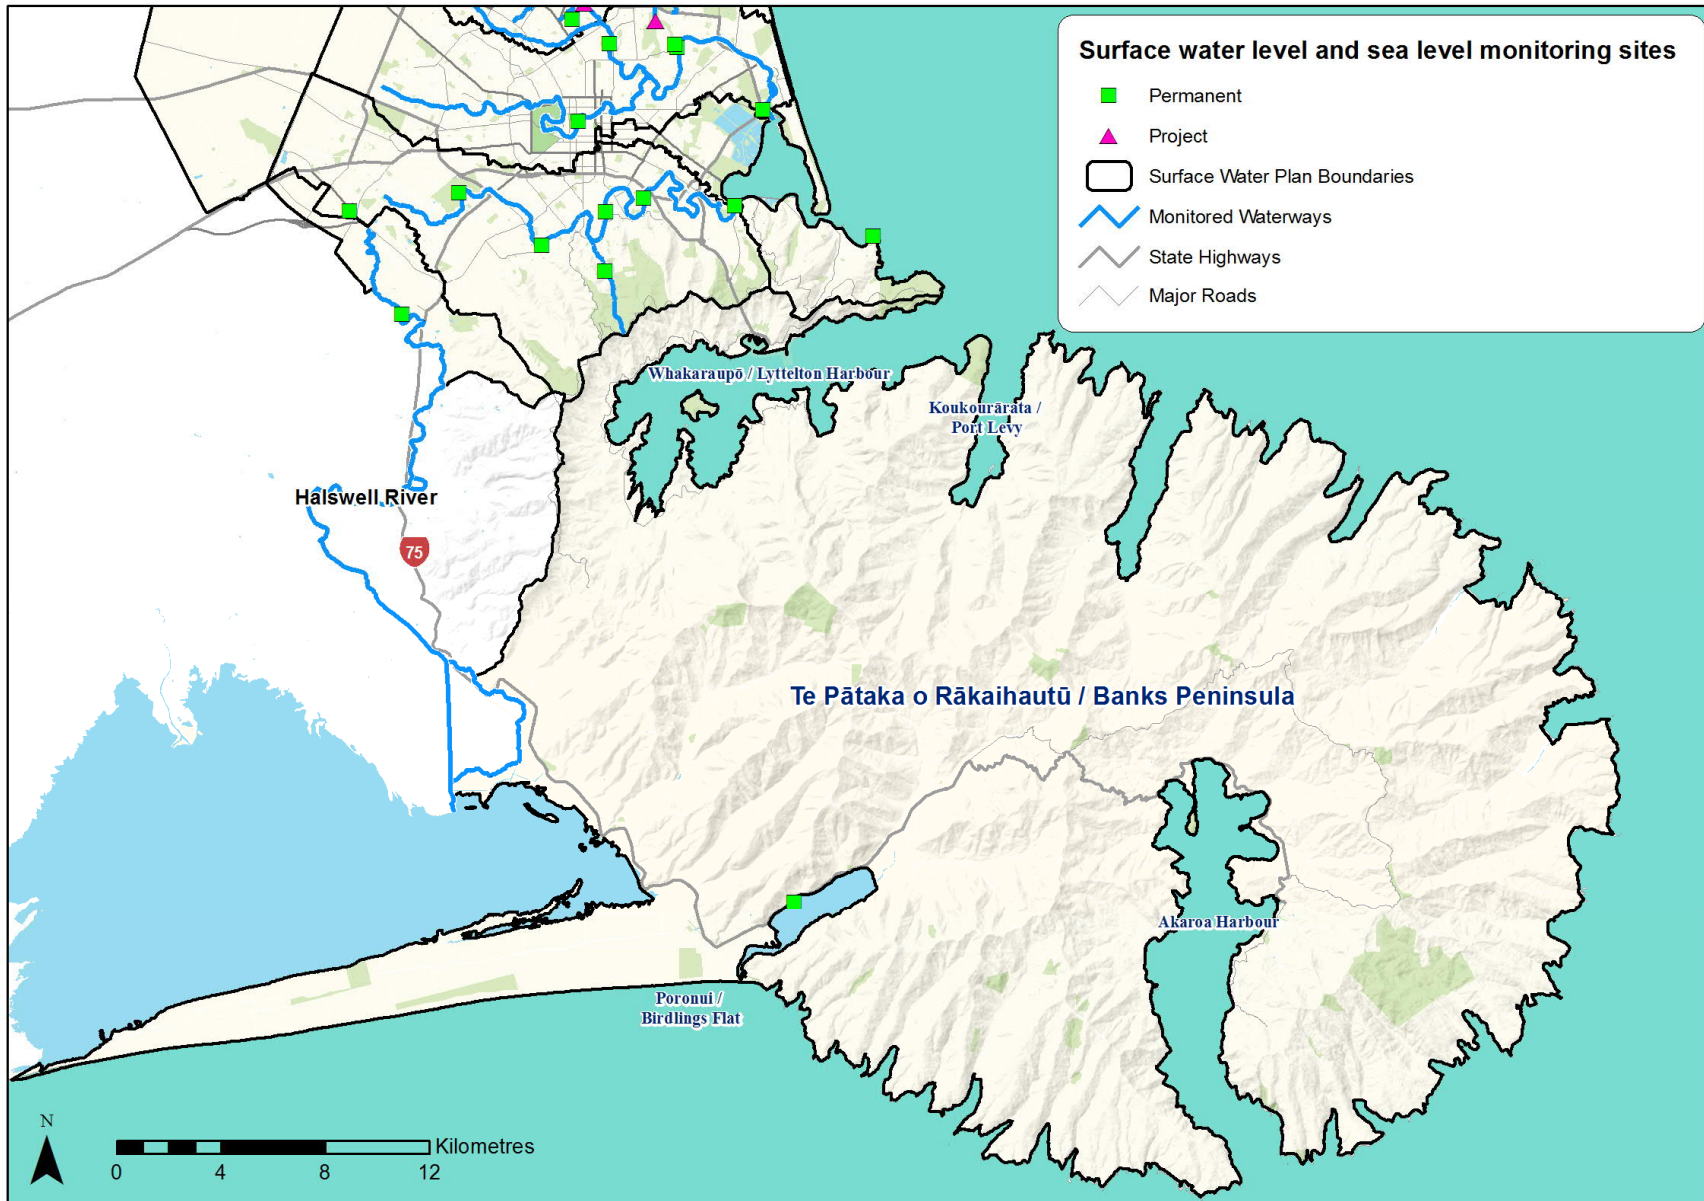 Surface water level and sea level monitoring sites
Permanent
Project
Surface Water Plan Boundaries
Monitored Waterways
State Highways
Major Roads
Whakaraupō / Lyttelton Harbour
Koukourārata /
Port Levy
Halswell River
75
Te Pātaka o Rākaihautū / Banks Peninsula
Akaroa Harbour
Poronui /
Birdlings Flat
N
Kilometres
0 4 8 12